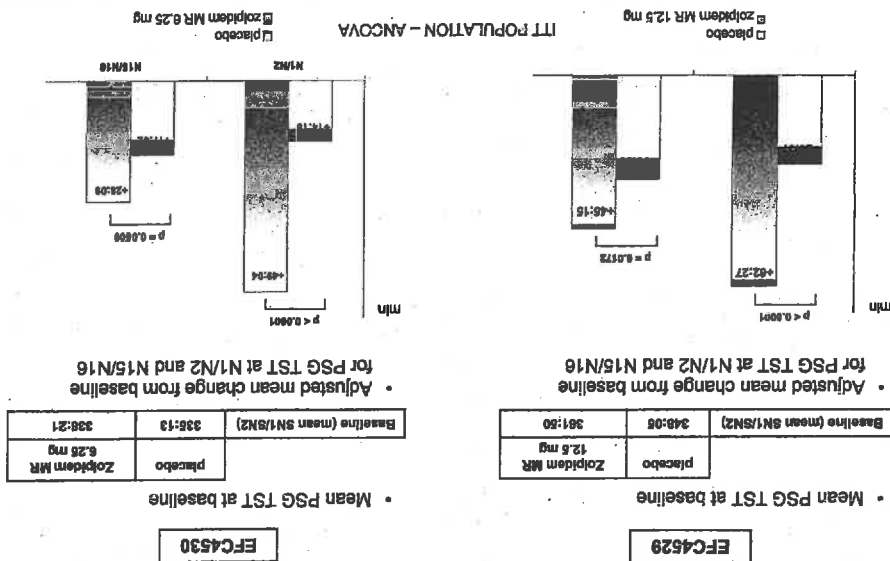 EFC4529
• Mean PSG TST at baseline
placebo
Zolpidem MR
12.5 mg
Baseline (mean SN1/SN2) 348:05 361:50
• Adjusted mean change from baseline
for PSG TST at N1/N2 and N15/N16
min
p < 0.0001
+62:27
p = 0.0173
+45:15
□ placebo
zolpidem MR 12.5 mg
EFC4530
• Mean PSG TST at baseline
placebo
Zolpidem MR
6.25 mg
Baseline (mean SN1/SN2) 335:13 338:21
• Adjusted mean change from baseline
for PSG TST at N1/N2 and N15/N16
min
p < 0.0001
+49:04
p = 0.0509
+28:09
N1/N2
N15/N16
□ placebo
zolpidem MR 6.25 mg
ITT POPULATION – ANCOVA